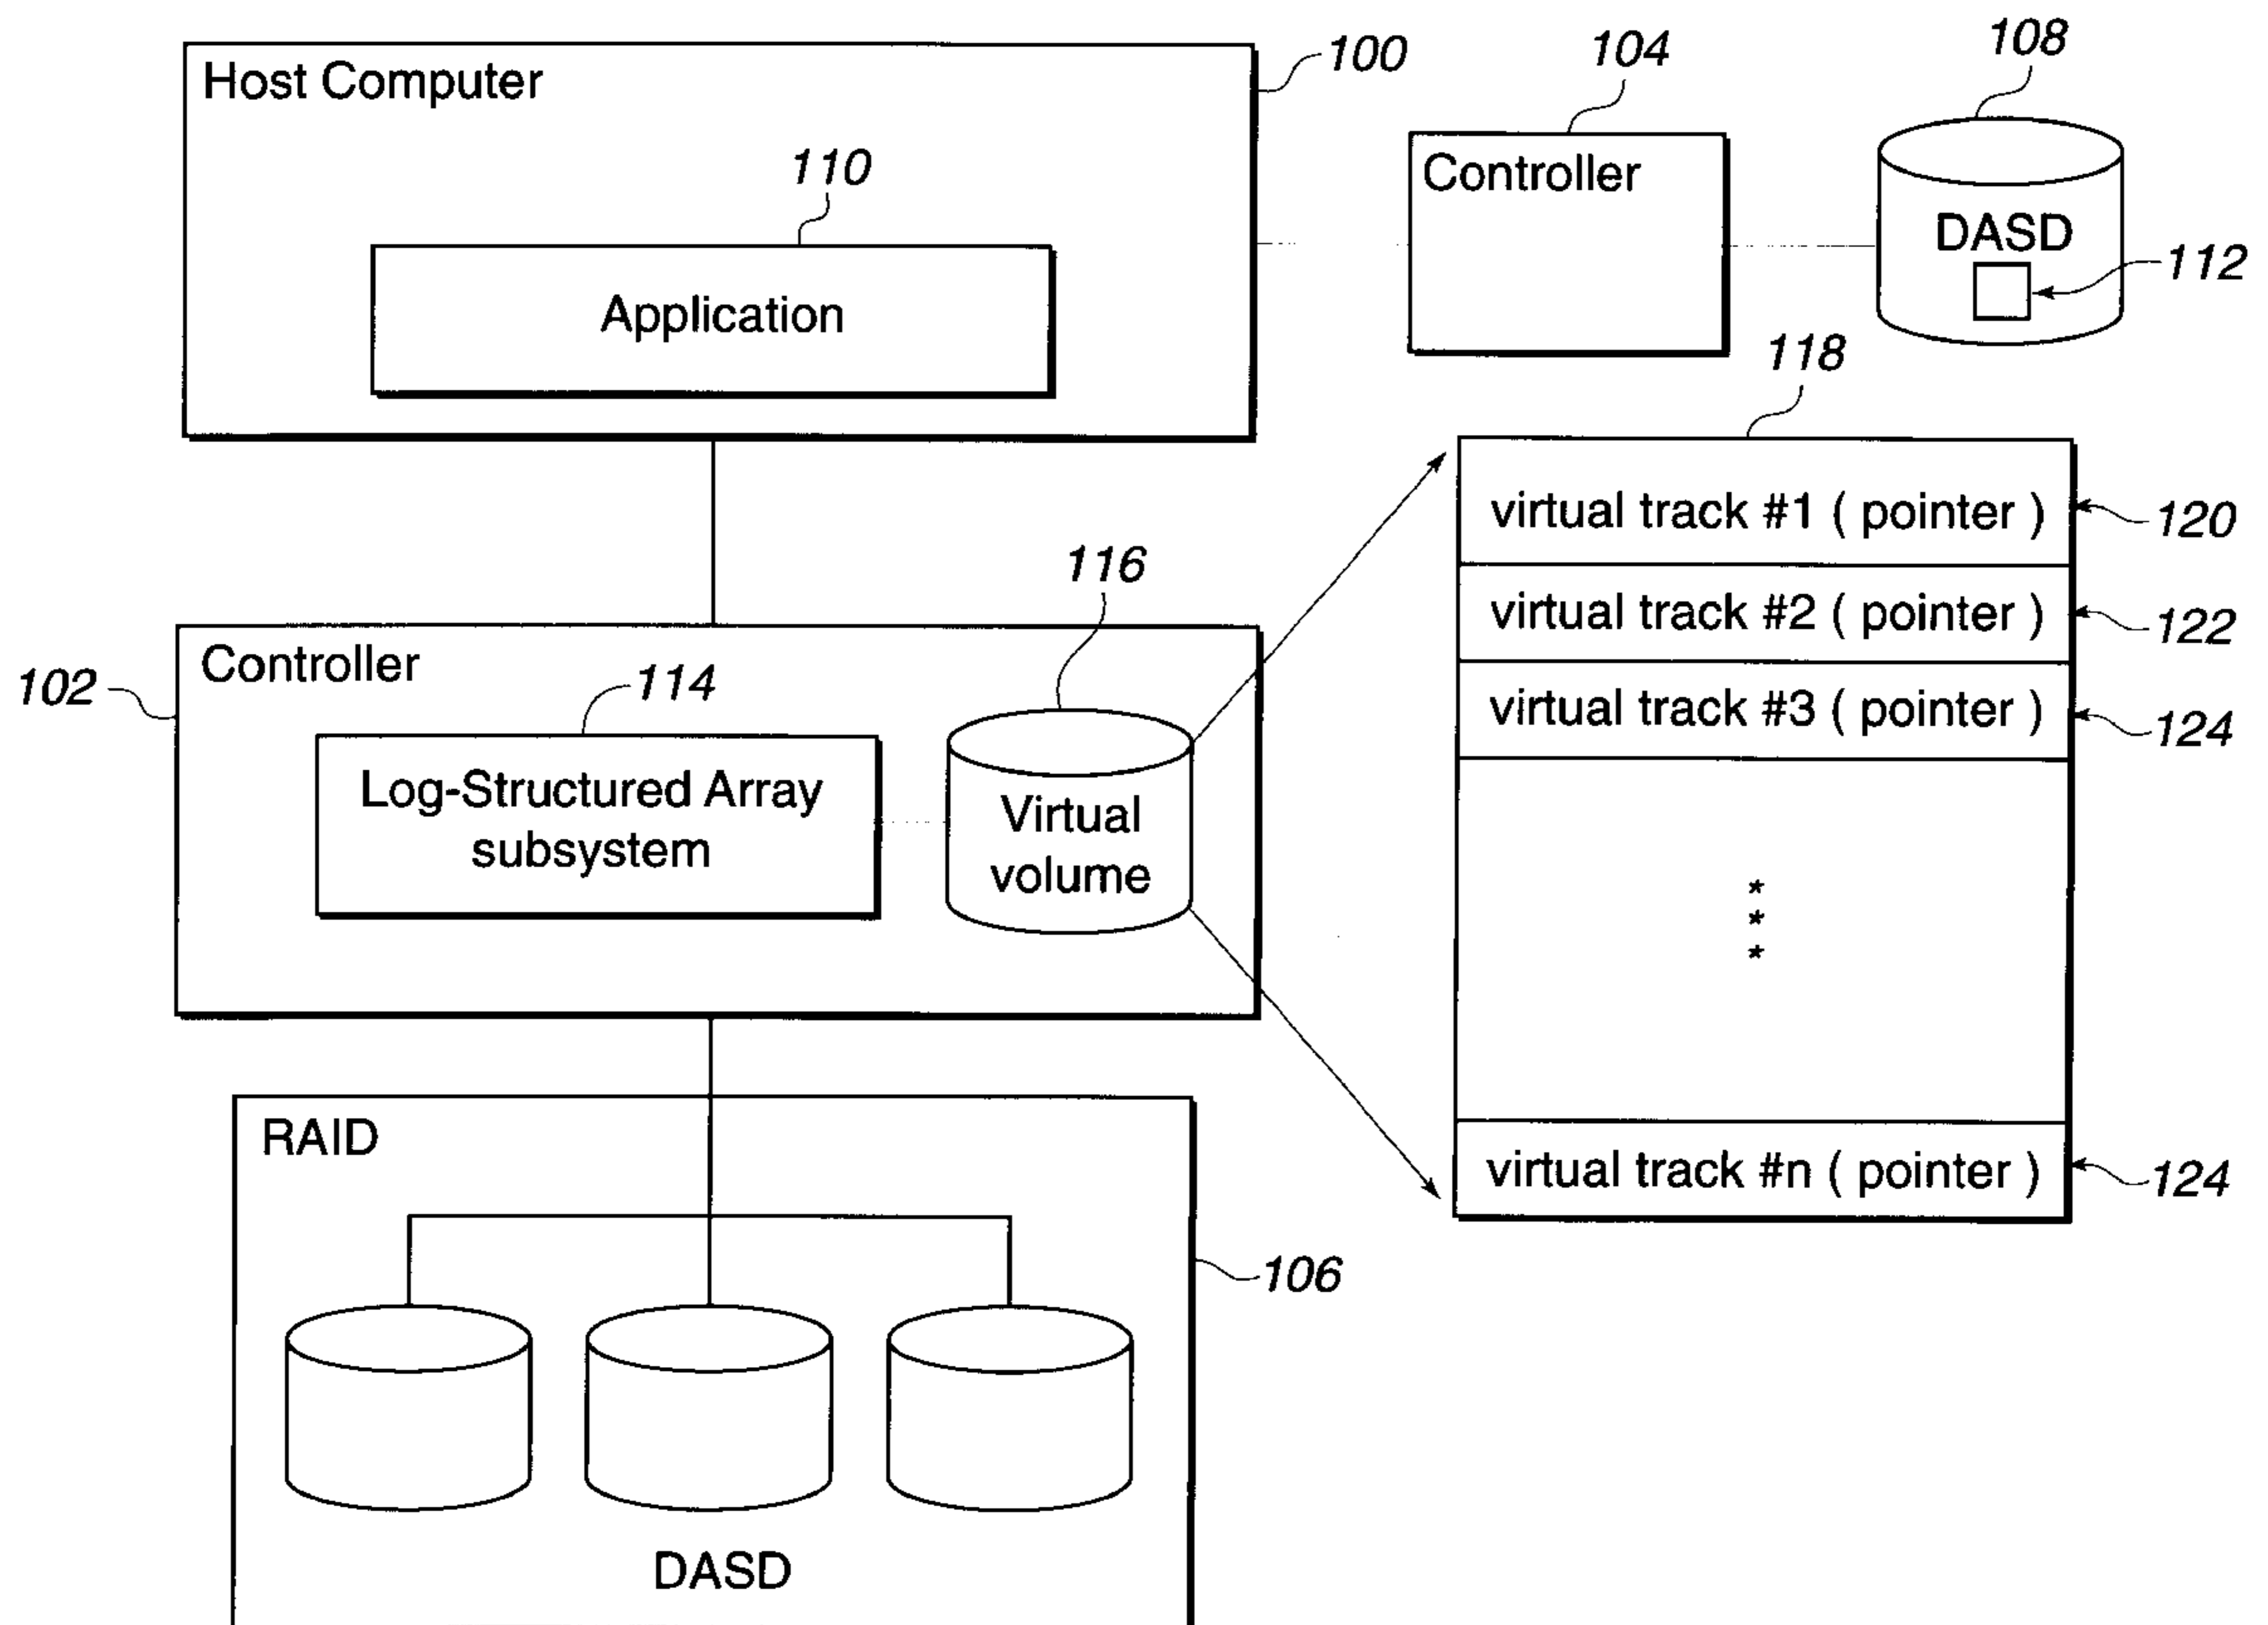 Host Computer
100
110
Application
104
Controller
108
DASD
112
118
virtual track #1 ( pointer )
120
virtual track #2 ( pointer )
122
virtual track #3 ( pointer )
124
*
*
*
virtual track #n ( pointer )
124
102
Controller
114
Log-Structured Array
subsystem
116
Virtual
volume
RAID
106
DASD